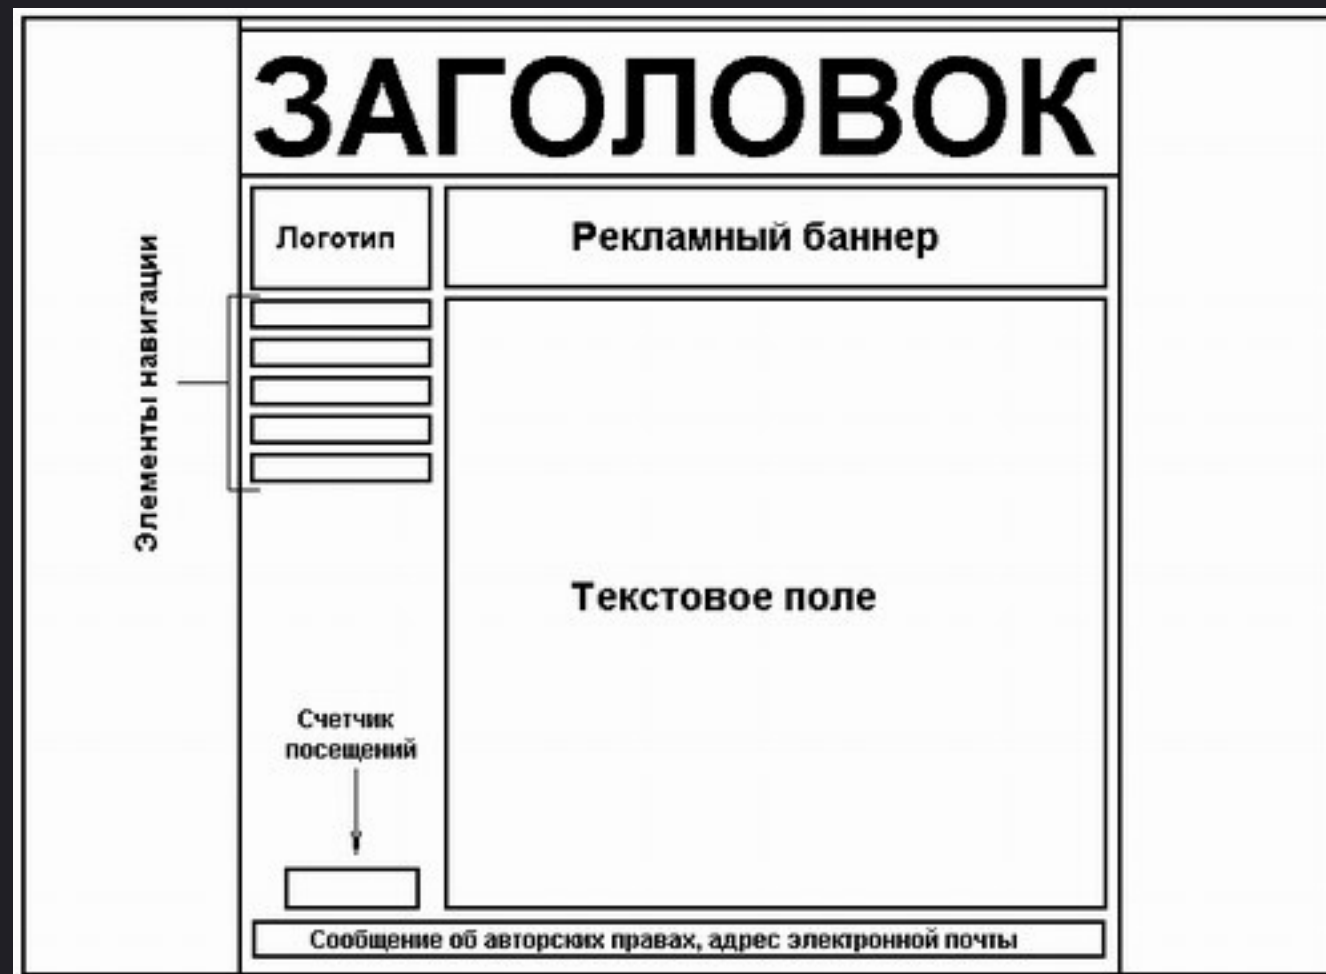 ЗАГОЛОВОК
Логотип
Рекламный баннер
Элементы навигации
Текстовое поле
Счетчик
посещений
Сообщение об авторских правах, адрес электронной почты